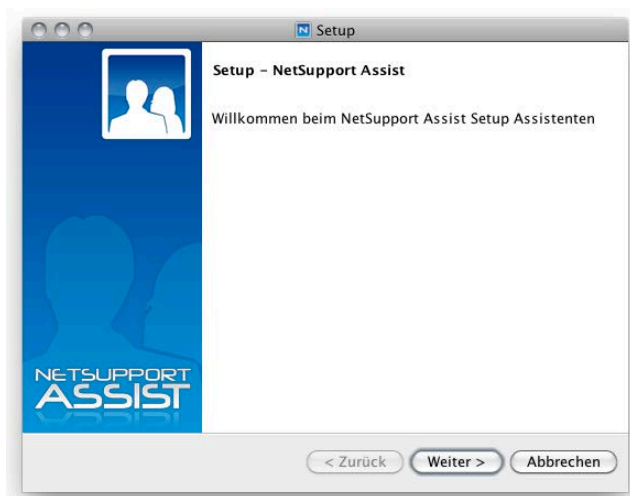 Setup
Setup – NetSupport Assist
Willkommen beim NetSupport Assist Setup Assistenten
NETSUPPORT
ASSIST
< Zurück Weiter > Abbrechen